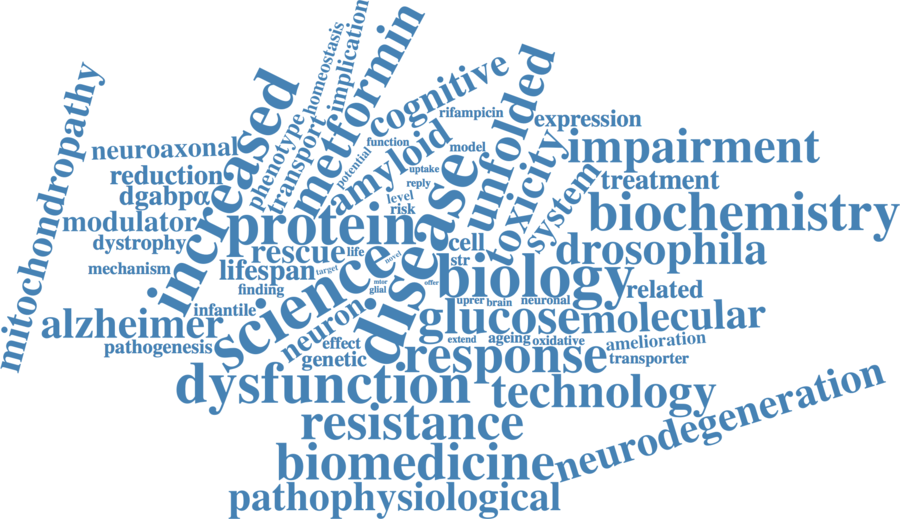 mitochondropathy
neuroaxonal
reduction
dgabpα
modulator
dystrophy
mechanism
increased
phenotype
transport
homeostasis
implication
metformin
potential
cognitive
function
rifampicin
amyloid
model
uptake
reply
level
risk
unfolded
expression
impairment
toxicity
system
treatment
biochemistry
protein
disease
rescue
life
novel
cell
str
drosophila
lifespan
target
finding
science
mtor
glial
offer
biology
related
uprer
brain
neuronal
infantile
alzheimer
pathogenesis
neuron
effect
genetic
glucose
molecular
extend
ageing
oxidative
amelioration
response
transporter
dysfunction
technology
resistance
neurodegeneration
biomedicine
pathophysiological